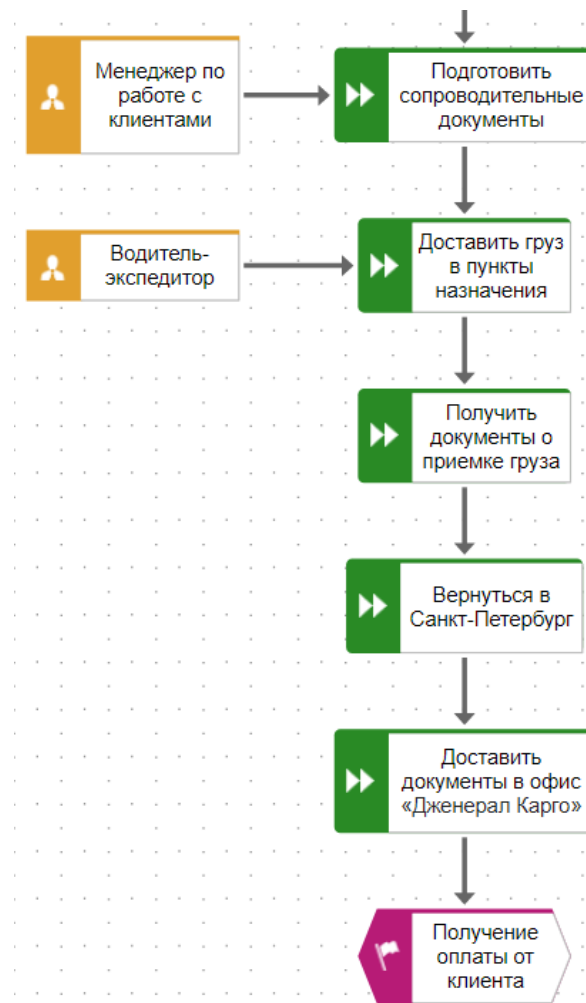 Менеджер по
работе с
клиентами
Подготовить
сопроводительные
документы
Водитель-
экспедитор
Доставить груз
в пункты
назначения
Получить
документы о
приемке груза
Вернуться в
Санкт-Петербург
Доставить
документы в офис
«Дженерал Карго»
Получение
оплаты от
клиента